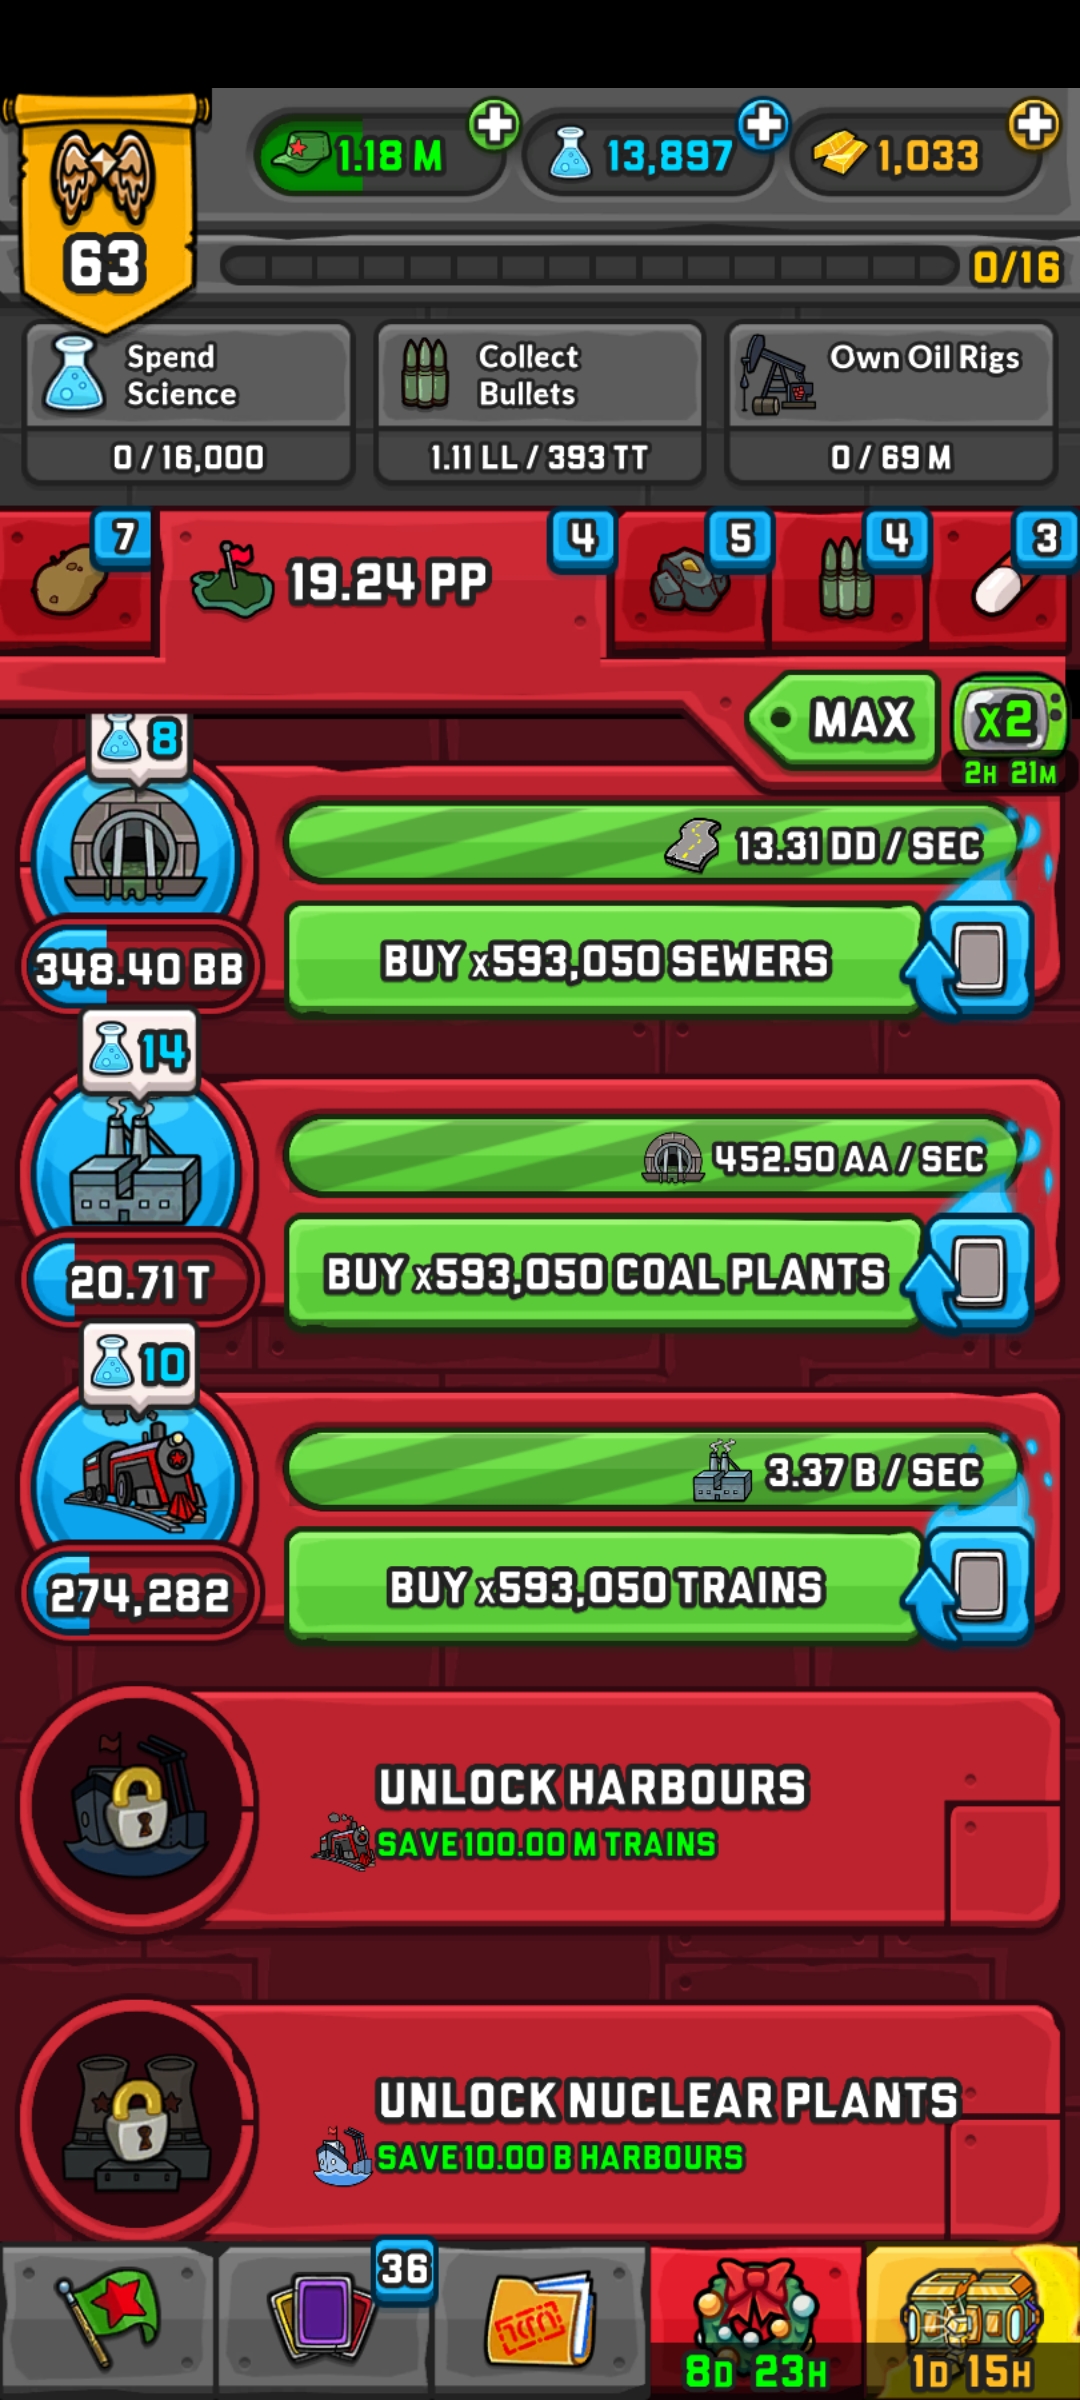 63
1.18 M
13,897
1,033
0/16
Spend
Science
0 / 16,000
Collect
Bullets
1.11 LL / 393 TT
Own Oil Rigs
0 / 69 M
7
19.24 PP
4
5
4
3
MAX
x2
2H 21M
8
13.31 DD / SEC
348.40 BB
BUY x593,050 SEWERS
14
452.50 AA / SEC
20.71 T
BUY x593,050 COAL PLANTS
10
3.37 B / SEC
274,282
BUY x593,050 TRAINS
UNLOCK HARBOURS
SAVE 100.00 M TRAINS
UNLOCK NUCLEAR PLANTS
SAVE 10.00 B HARBOURS
36
8D 23H
1D 15H